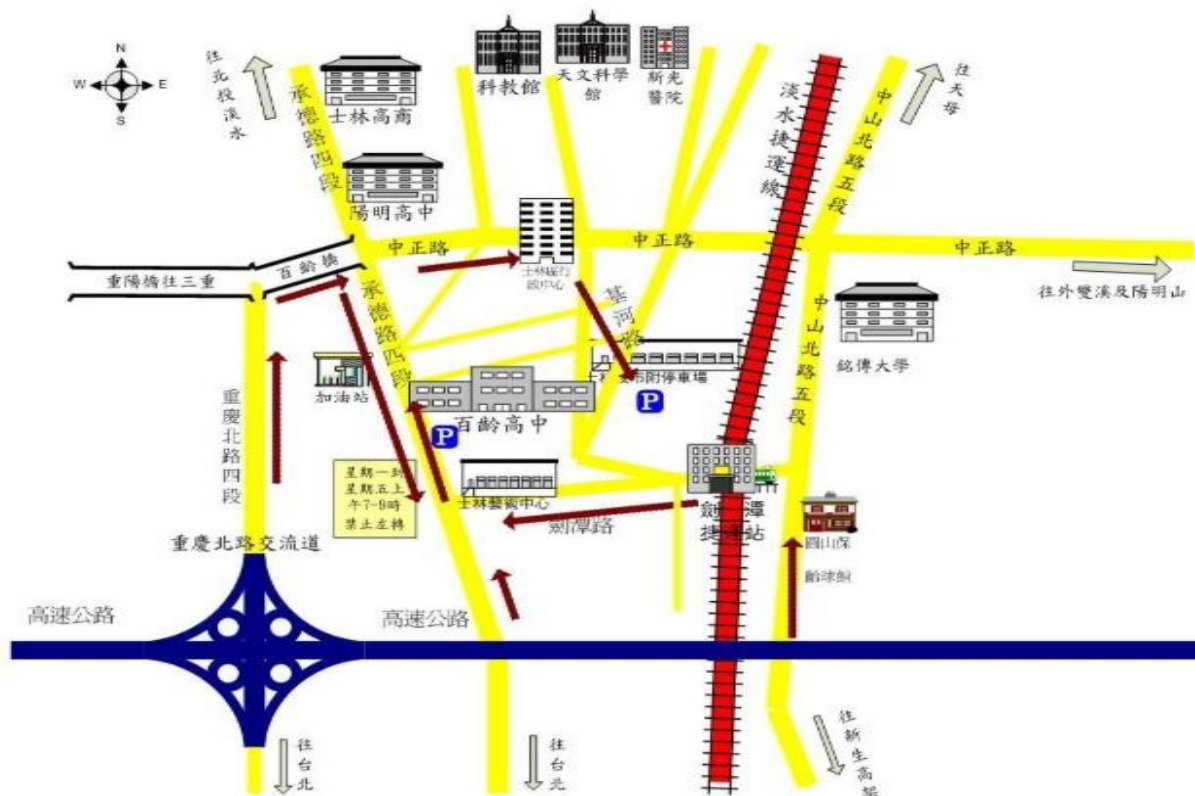 N
W
E
S
往北投淡水
承德路四段
士林高商
科教館
天文科學
館
新光
醫院
淡水捷運線
中山北路五段
往天母
陽明高中
百齡橋
重陽橋往三重
中正路
中正路
中正路
士林區行
政中心
往外雙溪及陽明山
承德路四段
基河路
中山北路五段
銘傳大學
加油站
停車場
P
重慶北路四段
百齡高中
P
星期一到
星期五上
午7-9時
禁止左轉
士林藝術中心
劍潭路
劍潭
捷運站
圓山保
齡球館
重慶北路交流道
高速公路
高速公路
往台北
往台北
往新生高架